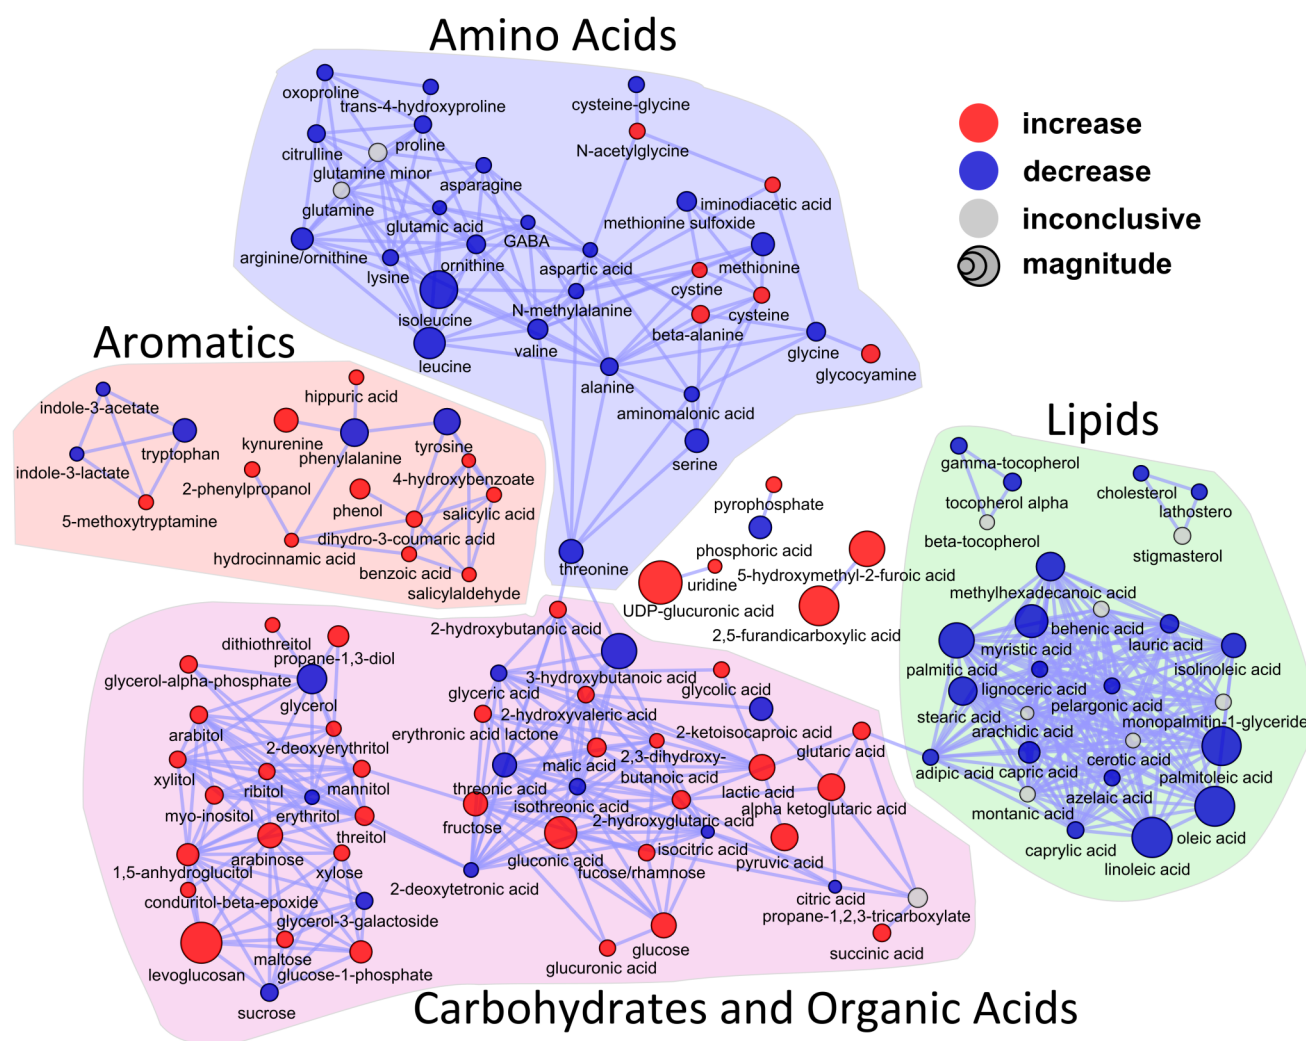 Amino Acids
oxoproline
trans-4-hydroxyproline
cysteine-glycine
increase
citrulline
proline
N-acetylglycine
decrease
glutamine minor
asparagine
glutamine
iminodiacetic acid
methionine sulfoxide
inconclusive
glutamic acid
GABA
arginine/ornithine
lysine
ornithine
aspartic acid
methionine
magnitude
cystine
N-methylalanine
cysteine
isoleucine
beta-alanine
valine
leucine
alanine
glycine
glycocyamine
aminomalonic acid
serine
threonine
Aromatics
hippuric acid
indole-3-acetate
kynurenine
tyrosine
tryptophan
phenylalanine
indole-3-lactate
4-hydroxybenzoate
2-phenylpropanol
phenol
salicylic acid
5-methoxytryptamine
dihydro-3-coumaric acid
hydrocinnamic acid
benzoic acid
salicylaldehyde
pyrophosphate
phosphoric acid
uridine
5-hydroxymethyl-2-furoic acid
UDP-glucuronic acid
2,5-furandicarboxylic acid
Lipids
gamma-tocopherol
cholesterol
tocopherol alpha
lathostero
beta-tocopherol
stigmasterol
methylhexadecanoic acid
behenic acid
lauric acid
myristic acid
palmitic acid
isolinoleic acid
lignoceric acid
pelargonic acid
stearic acid
monopalmitin-1-glyceride
arachidic acid
cerotic acid
adipic acid
capric acid
palmitoleic acid
azelaic acid
montanic acid
oleic acid
caprylic acid
linoleic acid
2-hydroxybutanoic acid
dithiothreitol
propane-1,3-diol
glycerol-alpha-phosphate
glycerol
3-hydroxybutanoic acid
glyceric acid
glycolic acid
2-hydroxyvaleric acid
arabitol
erythronic acid lactone
2-ketoisocaproic acid
2-deoxyerythritol
glutaric acid
malic acid
2,3-dihydroxy-
butanoic acid
xylitol
ribitol
mannitol
threonic acid
lactic acid
isothreonic acid
alpha ketoglutaric acid
myo-inositol
erythritol
2-hydroxyglutaric acid
fructose
threitol
isocitric acid
arabinose
gluconic acid
pyruvic acid
1,5-anhydroglucitol
xylose
fucose/rhamnose
2-deoxytetronic acid
conduritol-beta-epoxide
citric acid
glycerol-3-galactoside
propane-1,2,3-tricarboxylate
glucose
succinic acid
maltose
levoglucosan
glucose-1-phosphate
glucuronic acid
sucrose
Carbohydrates and Organic Acids